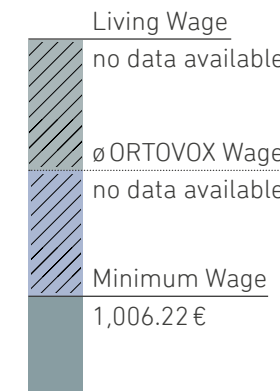 Living Wage
no data available
ø ORTOVOX Wage
no data available
Minimum Wage
1,006.22 €